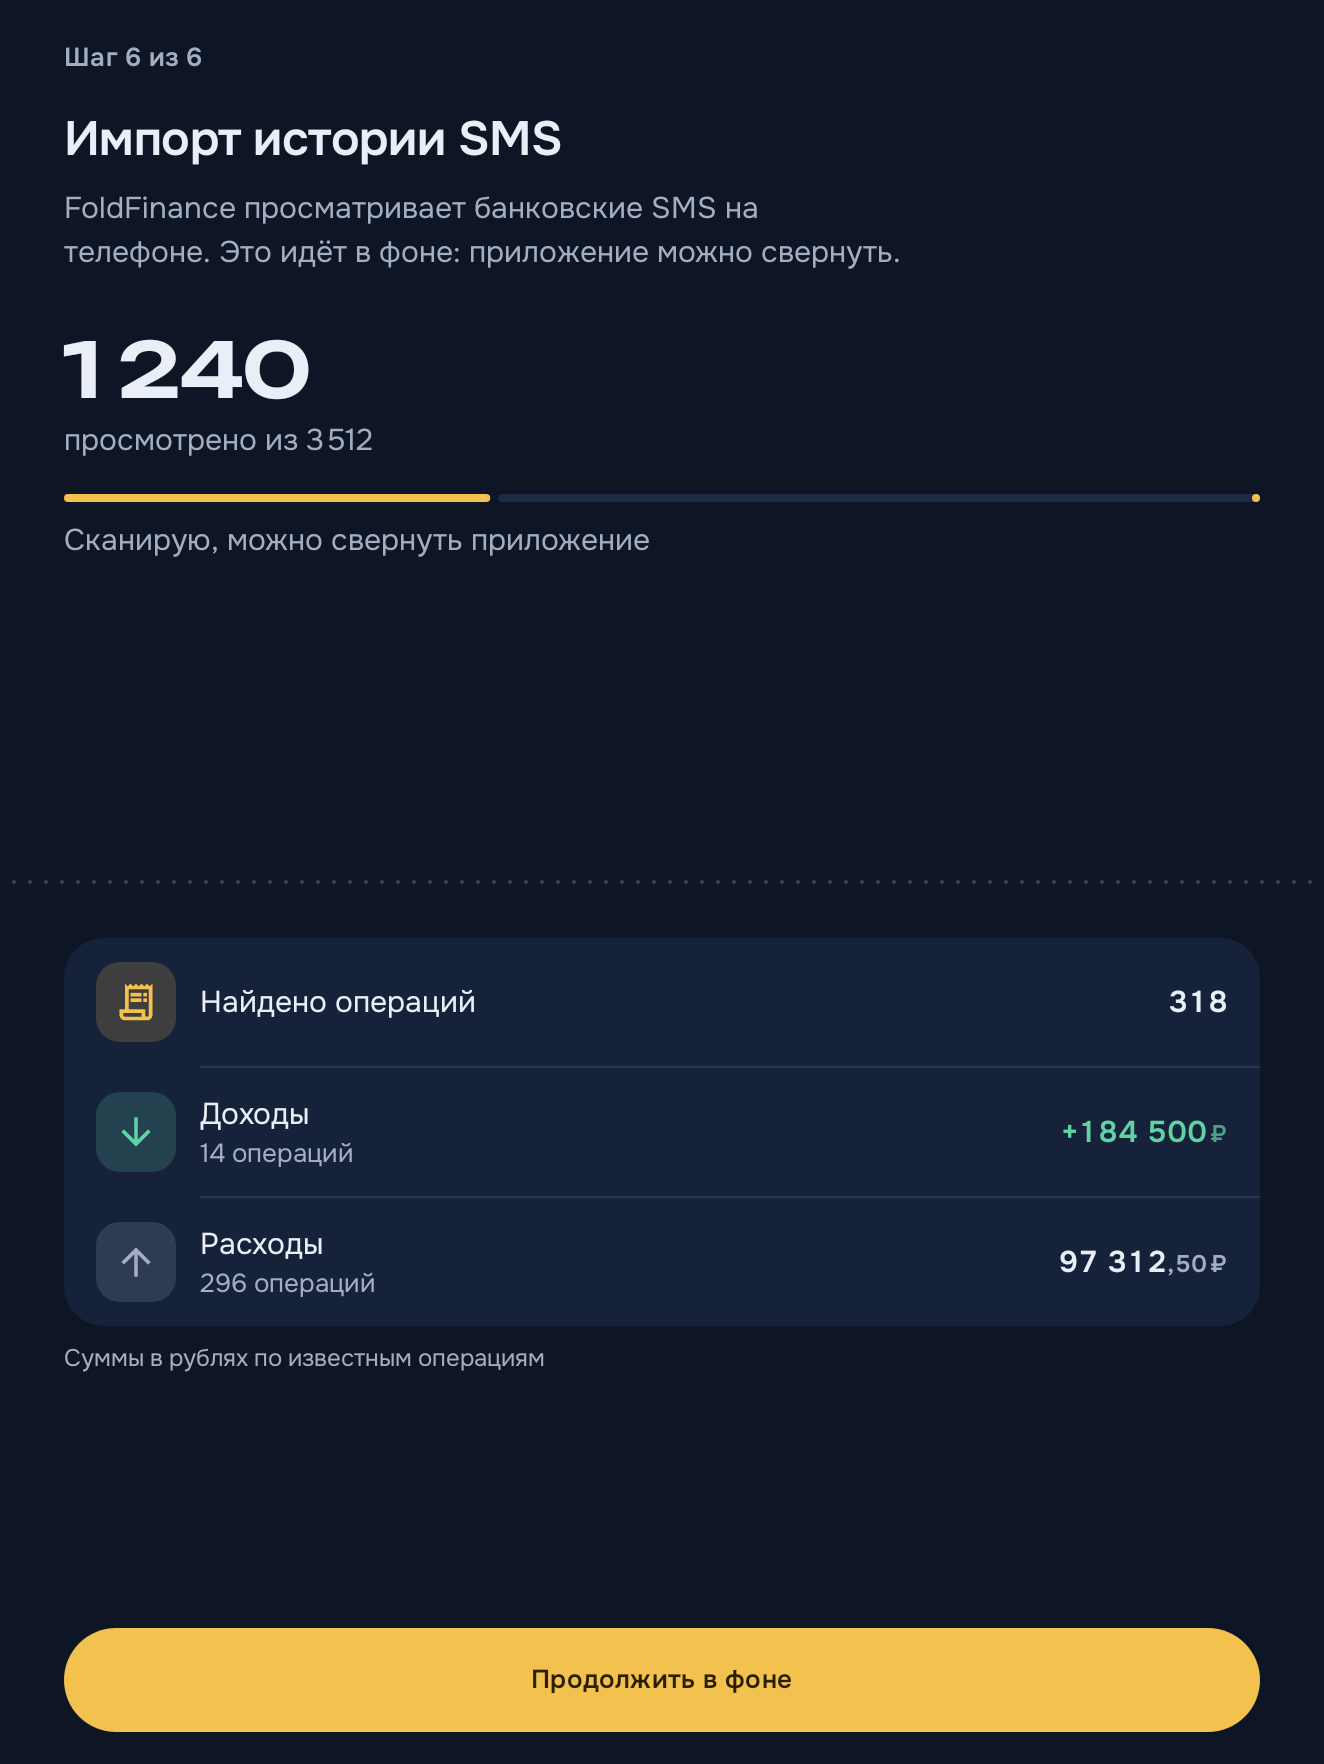 Шаг 6 из 6
Импорт истории SMS
FoldFinance просматривает банковские SMS на
телефоне. Это идёт в фоне: приложение можно свернуть.
1 240
просмотрено из 3 512
Сканирую, можно свернуть приложение
Найдено операций 318
Доходы
14 операций
+184 500 ₽
Расходы
296 операций
97 312,50 ₽
Суммы в рублях по известным операциям
Продолжить в фоне